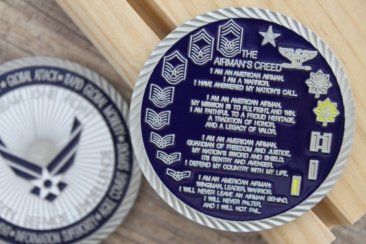 THE
AIRMAN'S CREED
I AM AN AMERICAN AIRMAN.
I AM A WARRIOR.
I HAVE ANSWERED MY NATION'S CALL.
I AM AN AMERICAN AIRMAN.
MY MISSION IS TO FLY, FIGHT, AND WIN.
I AM FAITHFUL TO A PROUD HERITAGE,
A TRADITION OF HONOR,
AND A LEGACY OF VALOR.
I AM AN AMERICAN AIRMAN,
GUARDIAN OF FREEDOM AND JUSTICE,
MY NATION'S SWORD AND SHIELD,
ITS SENTRY AND AVENGER.
I DEFEND MY COUNTRY WITH MY LIFE.
I AM AN AMERICAN AIRMAN:
WINGMAN, LEADER, WARRIOR.
I WILL NEVER LEAVE AN AIRMAN BEHIND,
I WILL NEVER FALTER,
AND I WILL NOT FAIL.
GLOBAL ATTACK • RAPID GLOBAL MOBILITY
AGILE COMBAT
INFORMATION SUPERIORITY